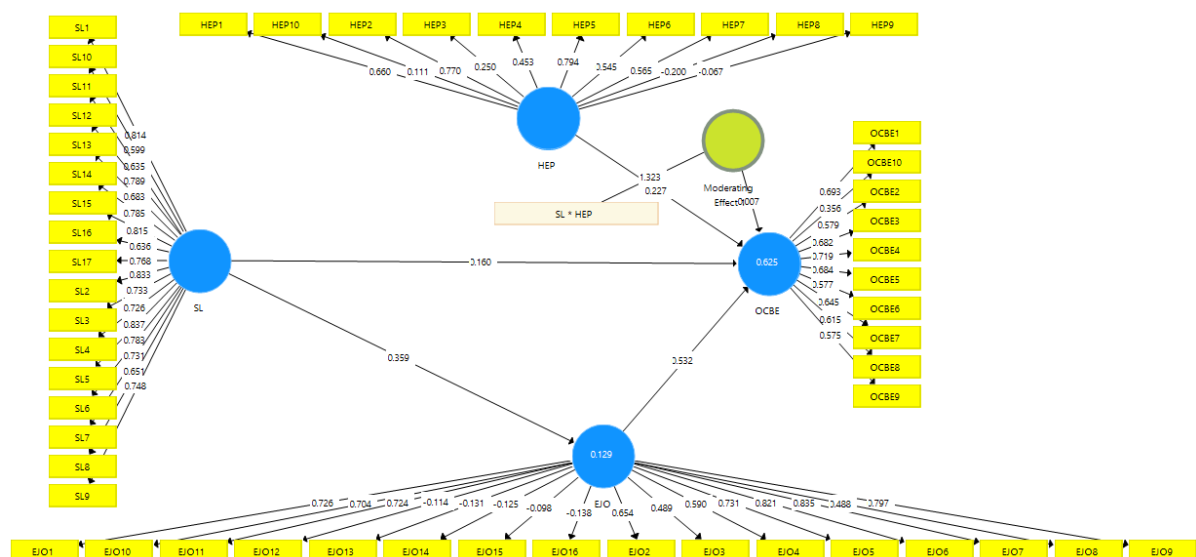 SL1
SL10
SL11
SL12
SL13
SL14
SL15
SL16
SL17
SL2
SL3
SL4
SL5
SL6
SL7
SL8
SL9
0.814
0.599
0.635
0.789
0.683
0.785
0.815
0.636
0.768
0.833
0.733
0.726
0.837
0.783
0.731
0.651
0.748
SL
HEP1 HEP10 HEP2 HEP3 HEP4 HEP5 HEP6 HEP7 HEP8 HEP9
0.660 0.111 0.770 0.250 0.453 0.794 0.545 0.565 -0.200 -0.067
HEP
Moderating
Effect 1
0.007
1.323
0.227
SL * HEP
0.160
0.359
0.532
0.625
OCBE
OCBE1
OCBE10
OCBE2
OCBE3
OCBE4
OCBE5
OCBE6
OCBE7
OCBE8
OCBE9
0.693
0.356
0.579
0.682
0.719
0.684
0.577
0.645
0.615
0.575
0.129
EJO
0.726 0.704 0.724 -0.114 -0.131 -0.125 -0.098 -0.138 0.654 0.489 0.590 0.731 0.821 0.835 0.488 0.797
EJO1 EJO10 EJO11 EJO12 EJO13 EJO14 EJO15 EJO16 EJO2 EJO3 EJO4 EJO5 EJO6 EJO7 EJO8 EJO9